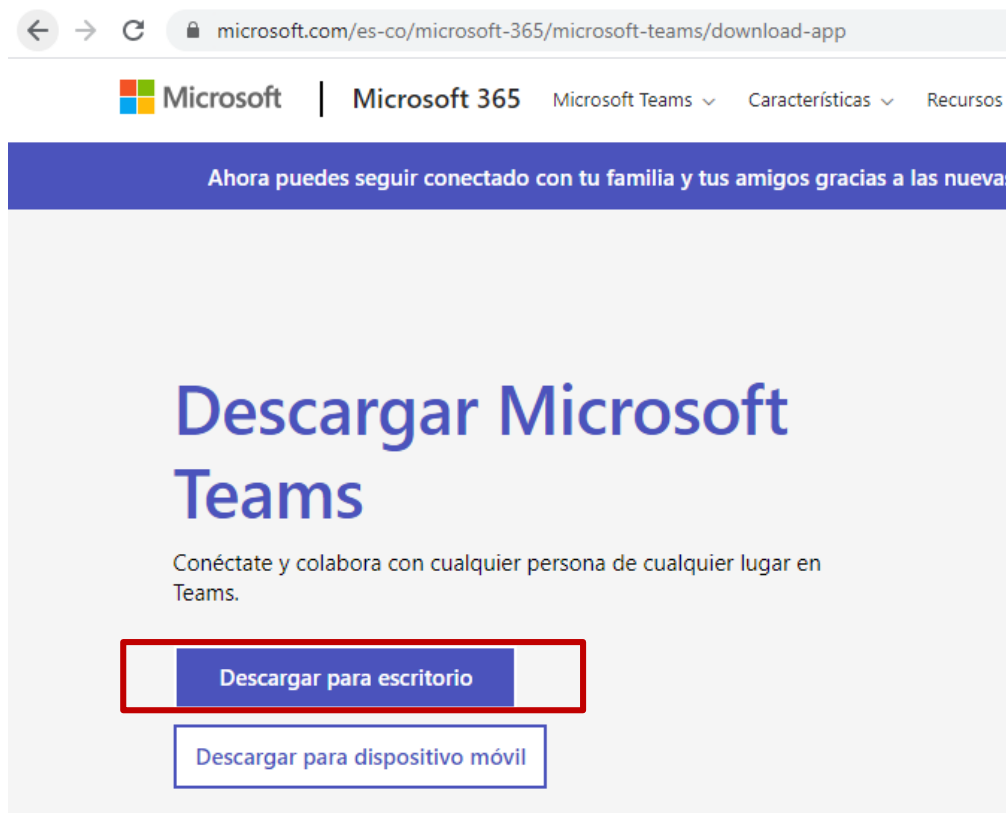 microsoft.com/es-co/microsoft-365/microsoft-teams/download-app
Microsoft | Microsoft 365 Microsoft Teams Características Recursos
Ahora puedes seguir conectado con tu familia y tus amigos gracias a las nuevas
Descargar Microsoft
Teams
Conéctate y colabora con cualquier persona de cualquier lugar en
Teams.
Descargar para escritorio
Descargar para dispositivo móvil